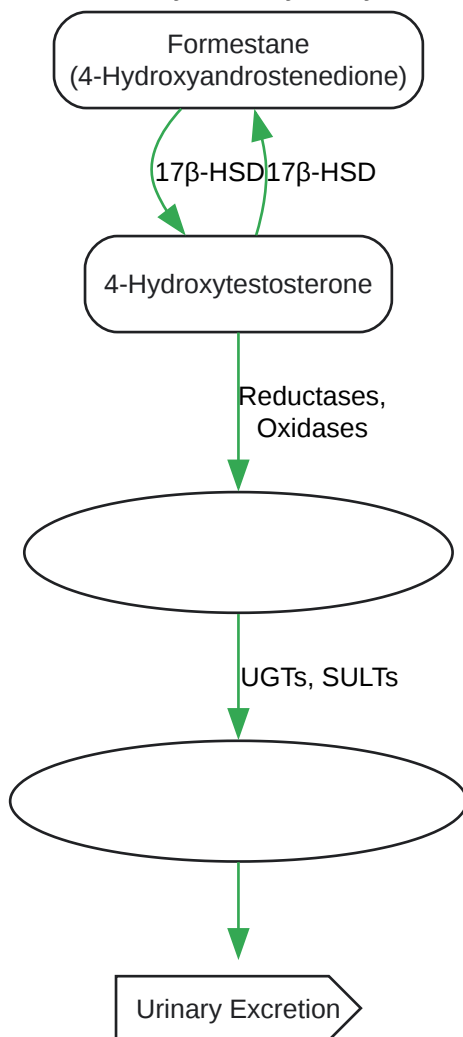 Formestane
(4-Hydroxyandrostenedione)
17β-HSD 17β-HSD
4-Hydroxytestosterone
Reductases,
Oxidases
UGTs, SULTs
Urinary Excretion